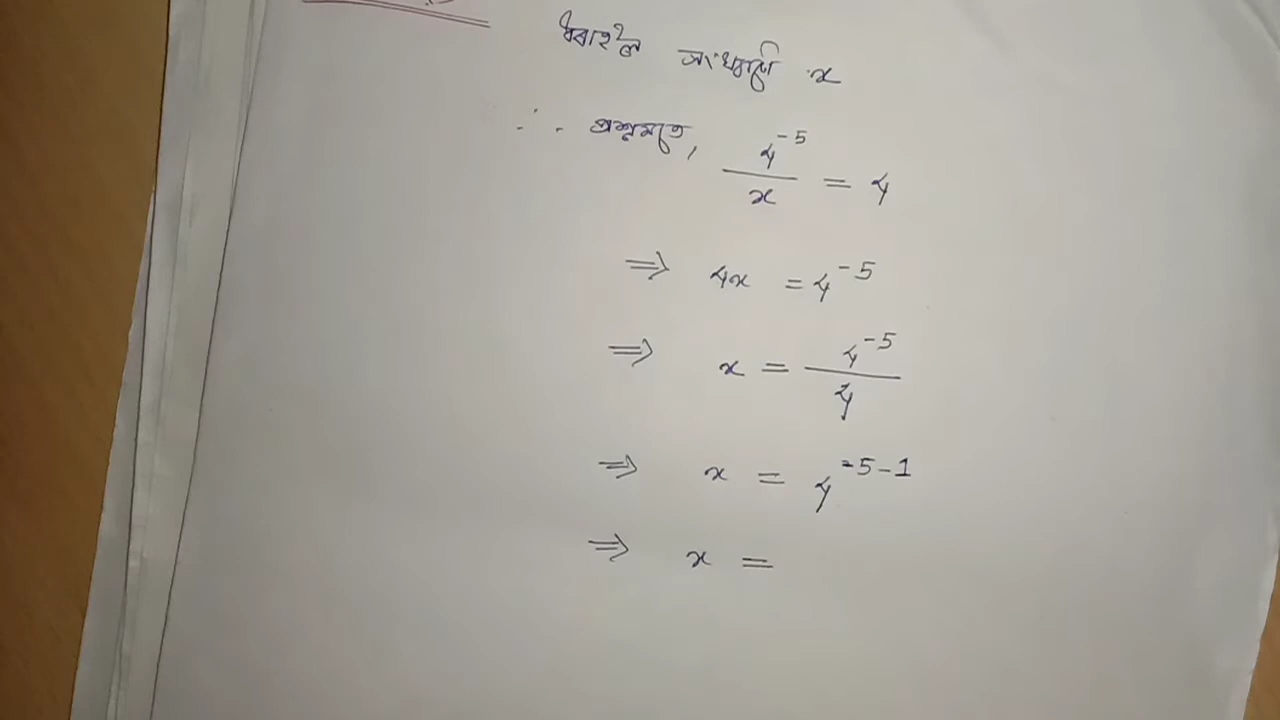 ধৰাহ'ল সংখ্যাটো x
∴ প্ৰশ্নমতে, 4^-5 / x = 4
⇒ 4x = 4^-5
⇒ x = 4^-5 / 4
⇒ x = 4^-5-1
⇒ x =